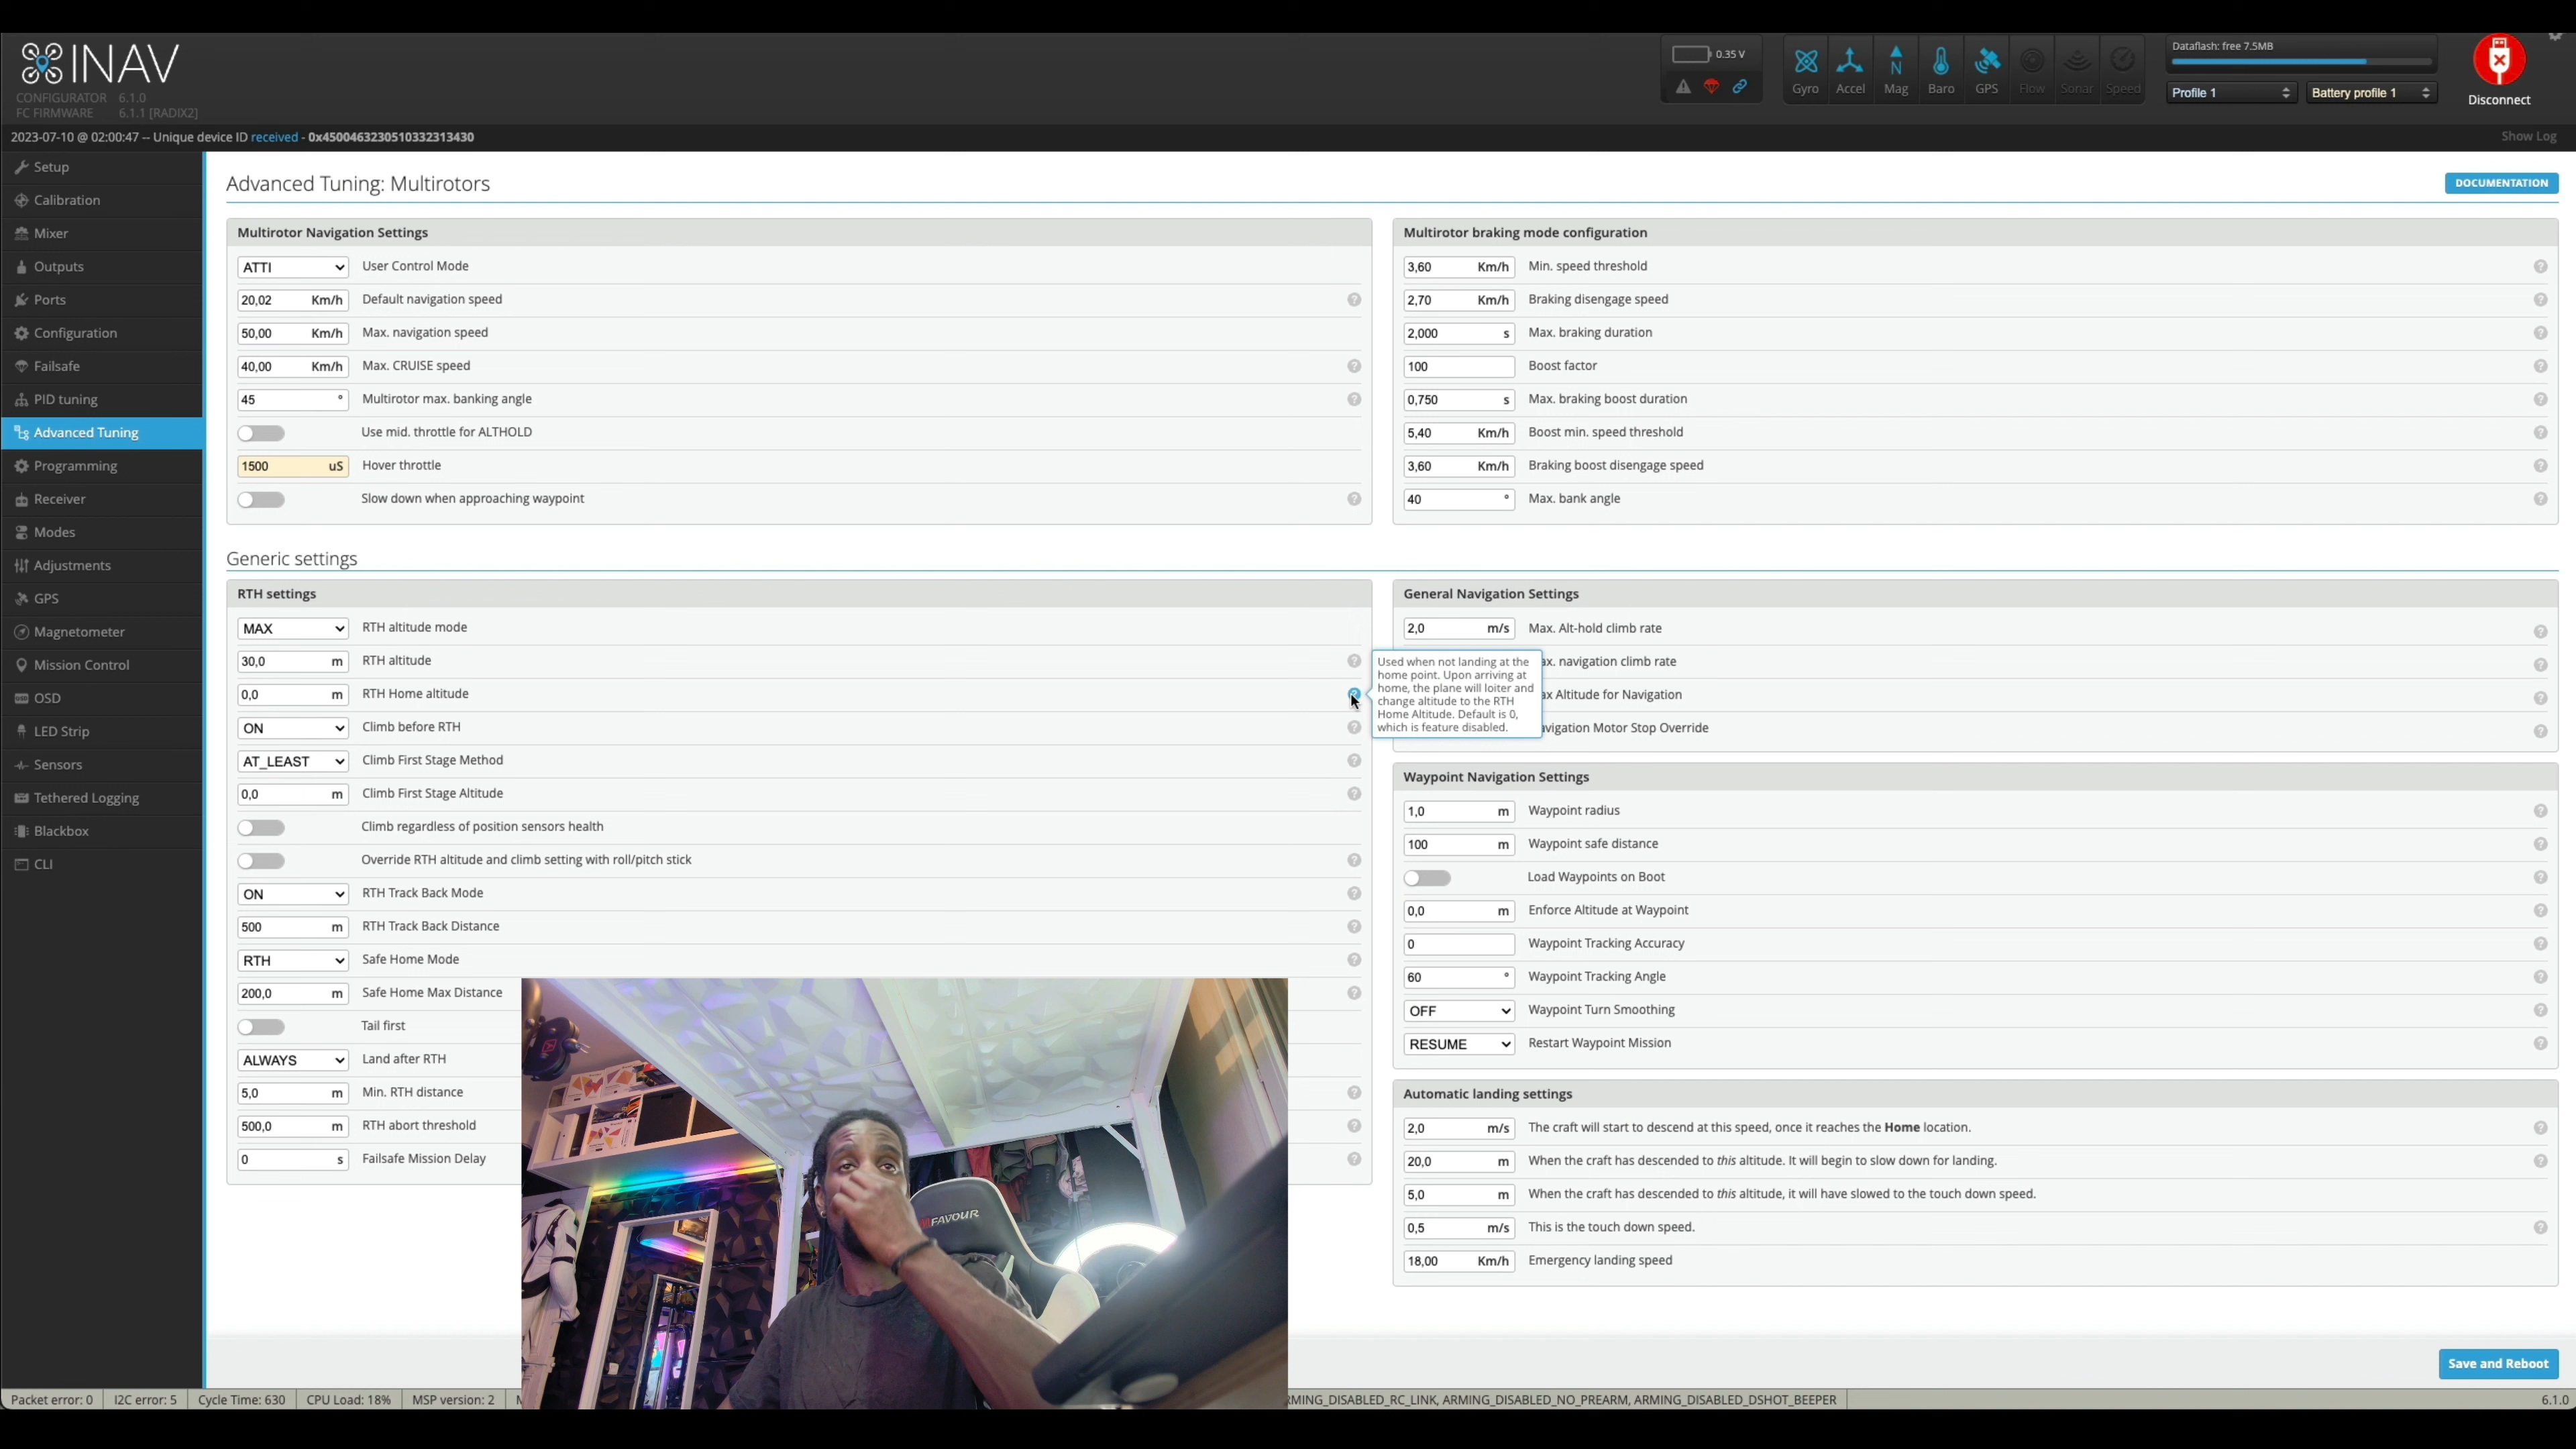 INAV
CONFIGURATOR 6.1.0
FC FIRMWARE 6.1.1 [RADIX2]
0.35 V
Gyro
Accel
Mag
Baro
GPS
Flow
Sonar
Speed
Dataflash: free 7.5MB
Profile 1
Battery profile 1
Disconnect
2023-07-10 @ 02:00:47 -- Unique device ID received - 0x4500463230510332313430
Show Log
Setup
Calibration
Mixer
Outputs
Ports
Configuration
Failsafe
PID tuning
Advanced Tuning
Programming
Receiver
Modes
Adjustments
GPS
Magnetometer
Mission Control
OSD
LED Strip
Sensors
Tethered Logging
Blackbox
CLI
Advanced Tuning: Multirotors
DOCUMENTATION
Multirotor Navigation Settings
ATTI User Control Mode
20,02 Km/h Default navigation speed
50,00 Km/h Max. navigation speed
40,00 Km/h Max. CRUISE speed
45 ° Multirotor max. banking angle
Use mid. throttle for ALTHOLD
1500 uS Hover throttle
Slow down when approaching waypoint
Multirotor braking mode configuration
3,60 Km/h Min. speed threshold
2,70 Km/h Braking disengage speed
2,000 s Max. braking duration
100 Boost factor
0,750 s Max. braking boost duration
5,40 Km/h Boost min. speed threshold
3,60 Km/h Braking boost disengage speed
40 ° Max. bank angle
Generic settings
RTH settings
MAX RTH altitude mode
30,0 m RTH altitude
0,0 m RTH Home altitude
ON Climb before RTH
AT_LEAST Climb First Stage Method
0,0 m Climb First Stage Altitude
Climb regardless of position sensors health
Override RTH altitude and climb setting with roll/pitch stick
ON RTH Track Back Mode
500 m RTH Track Back Distance
RTH Safe Home Mode
200,0 m Safe Home Max Distance
Tail first
ALWAYS Land after RTH
5,0 m Min. RTH distance
500,0 m RTH abort threshold
0 s Failsafe Mission Delay
Used when not landing at the
home point. Upon arriving at
home, the plane will loiter and
change altitude to the RTH
Home Altitude. Default is 0,
which is feature disabled.
General Navigation Settings
2,0 m/s Max. Alt-hold climb rate
ax. navigation climb rate
ax Altitude for Navigation
avigation Motor Stop Override
Waypoint Navigation Settings
1,0 m Waypoint radius
100 m Waypoint safe distance
Load Waypoints on Boot
0,0 m Enforce Altitude at Waypoint
0 Waypoint Tracking Accuracy
60 ° Waypoint Tracking Angle
OFF Waypoint Turn Smoothing
RESUME Restart Waypoint Mission
Automatic landing settings
2,0 m/s The craft will start to descend at this speed, once it reaches the Home location.
20,0 m When the craft has descended to this altitude. It will begin to slow down for landing.
5,0 m When the craft has descended to this altitude, it will have slowed to the touch down speed.
0,5 m/s This is the touch down speed.
18,00 Km/h Emergency landing speed
FAVOUR
Save and Reboot
Packet error: 0
I2C error: 5
Cycle Time: 630
CPU Load: 18%
MSP version: 2
RMING_DISABLED_RC_LINK, ARMING_DISABLED_NO_PREARM, ARMING_DISABLED_DSHOT_BEEPER
6.1.0